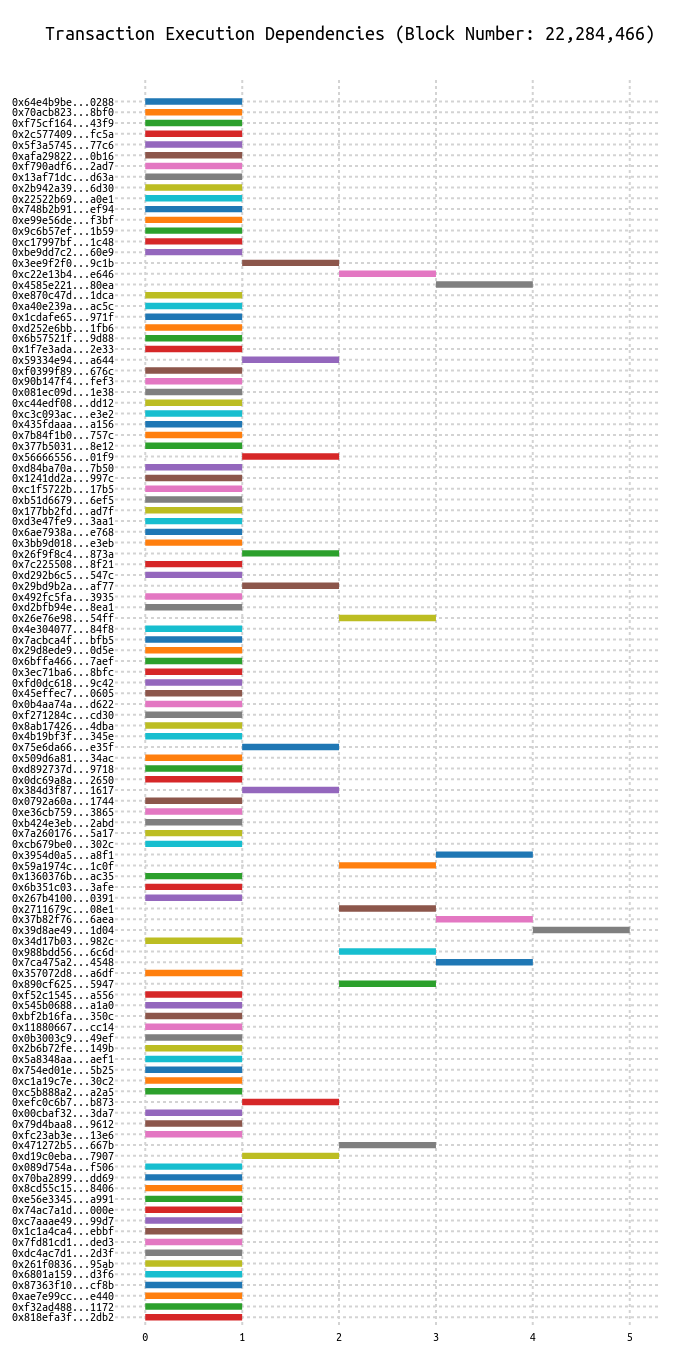 Transaction Execution Dependencies (Block Number: 22,284,466)
0x64e4b9be...0288
0x70acb823...8bf0
0xf75cf164...43f9
0x2c577409...fc5a
0x5f3a5745...77c6
0xafa29822...0b16
0xf790adf6...2ad7
0x13af71dc...d63a
0x2b942a39...6d30
0x22522b69...a0e1
0x748b2b91...ef94
0xe99e56de...f3bf
0x9c6b57ef...1b59
0xc17997bf...1c48
0xbe9dd7c2...60e9
0x3ee9f2f0...9c1b
0xc22e13b4...e646
0x4585e221...80ea
0xe870c47d...1dca
0xa40e239a...ac5c
0x1cdafe65...971f
0xd252e6bb...1fb6
0x6b57521f...9d88
0x1f7e3ada...2e33
0x59334e94...a644
0xf0399f89...676c
0x90b147f4...fef3
0x081ec09d...1e38
0xc44edf08...dd12
0xc3c093ac...e3e2
0x435fdaaa...a156
0x7b84f1b0...757c
0x377b5031...8e12
0x56666556...01f9
0xd84ba70a...7b50
0x1241dd2a...997c
0xc1f5722b...17b5
0xb51d6679...6ef5
0x177bb2fd...ad7f
0xd3e47fe9...3aa1
0x6ae7938a...e768
0x3bb9d018...e3eb
0x26f9f8c4...873a
0x7c225508...8f21
0xd292b6c5...547c
0x29bd9b2a...af77
0x492fc5fa...3935
0xd2bfb94e...8ea1
0x26e76e98...54ff
0x4e304077...84f8
0x7acbca4f...bfb5
0x29d8ede9...0d5e
0x6bffa466...7aef
0x3ec71ba6...8bfc
0xfd0dc618...9c42
0x45effec7...0605
0x0b4aa74a...d622
0xf271284c...cd30
0x8ab17426...4dba
0x4b19bf3f...345e
0x75e6da66...e35f
0x509d6a81...34ac
0xd892737d...9718
0x0dc69a8a...2650
0x384d3f87...1617
0x0792a60a...1744
0xe36cb759...3865
0xb424e3eb...2abd
0x7a260176...5a17
0xcb679be0...302c
0x3954d0a5...a8f1
0x59a1974c...1c0f
0x1360376b...ac35
0x6b351c03...3afe
0x267b4100...0391
0x2711679c...08e1
0x37b82f76...6aea
0x39d8ae49...1d04
0x34d17b03...982c
0x988bdd56...6c6d
0x7ca475a2...4548
0x357072d8...a6df
0x890cf625...5947
0xf52c1545...a556
0x545b0688...a1a0
0xbf2b16fa...350c
0x11880667...cc14
0x0b3003c9...49ef
0x2b6b72fe...149b
0x5a8348aa...aef1
0x754ed01e...5b25
0xc1a19c7e...30c2
0xc5b888a2...a2a5
0xefc0c6b7...b873
0x00cbaf32...3da7
0x79d4baa8...9612
0xfc23ab3e...13e6
0x471272b5...667b
0xd19c0eba...7907
0x089d754a...f506
0x70ba2899...dd69
0x8cd55c15...8406
0xe56e3345...a991
0x74ac7a1d...000e
0xc7aaae49...99d7
0x1c1a4ca4...ebbf
0x7fd81cd1...ded3
0xdc4ac7d1...2d3f
0x261f0836...95ab
0x6801a159...d3f6
0x87363f10...cf8b
0xae7e99cc...e440
0xf32ad488...1172
0x818efa3f...2db2
0 1 2 3 4 5